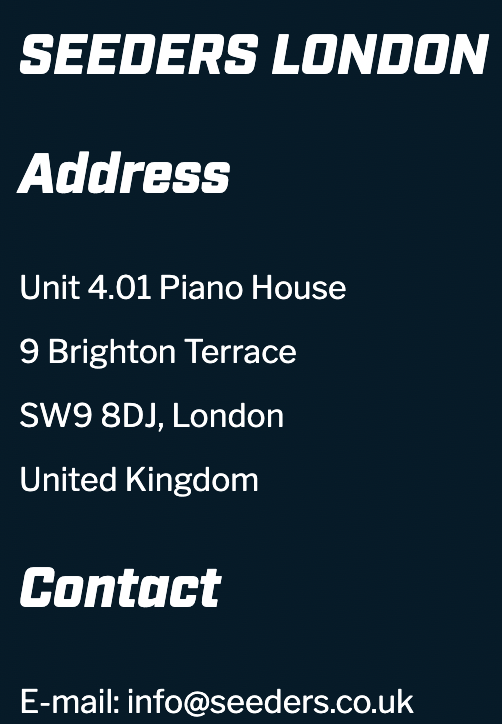 SEEDERS LONDON
Address
Unit 4.01 Piano House
9 Brighton Terrace
SW9 8DJ, London
United Kingdom
Contact
E-mail: info@seeders.co.uk